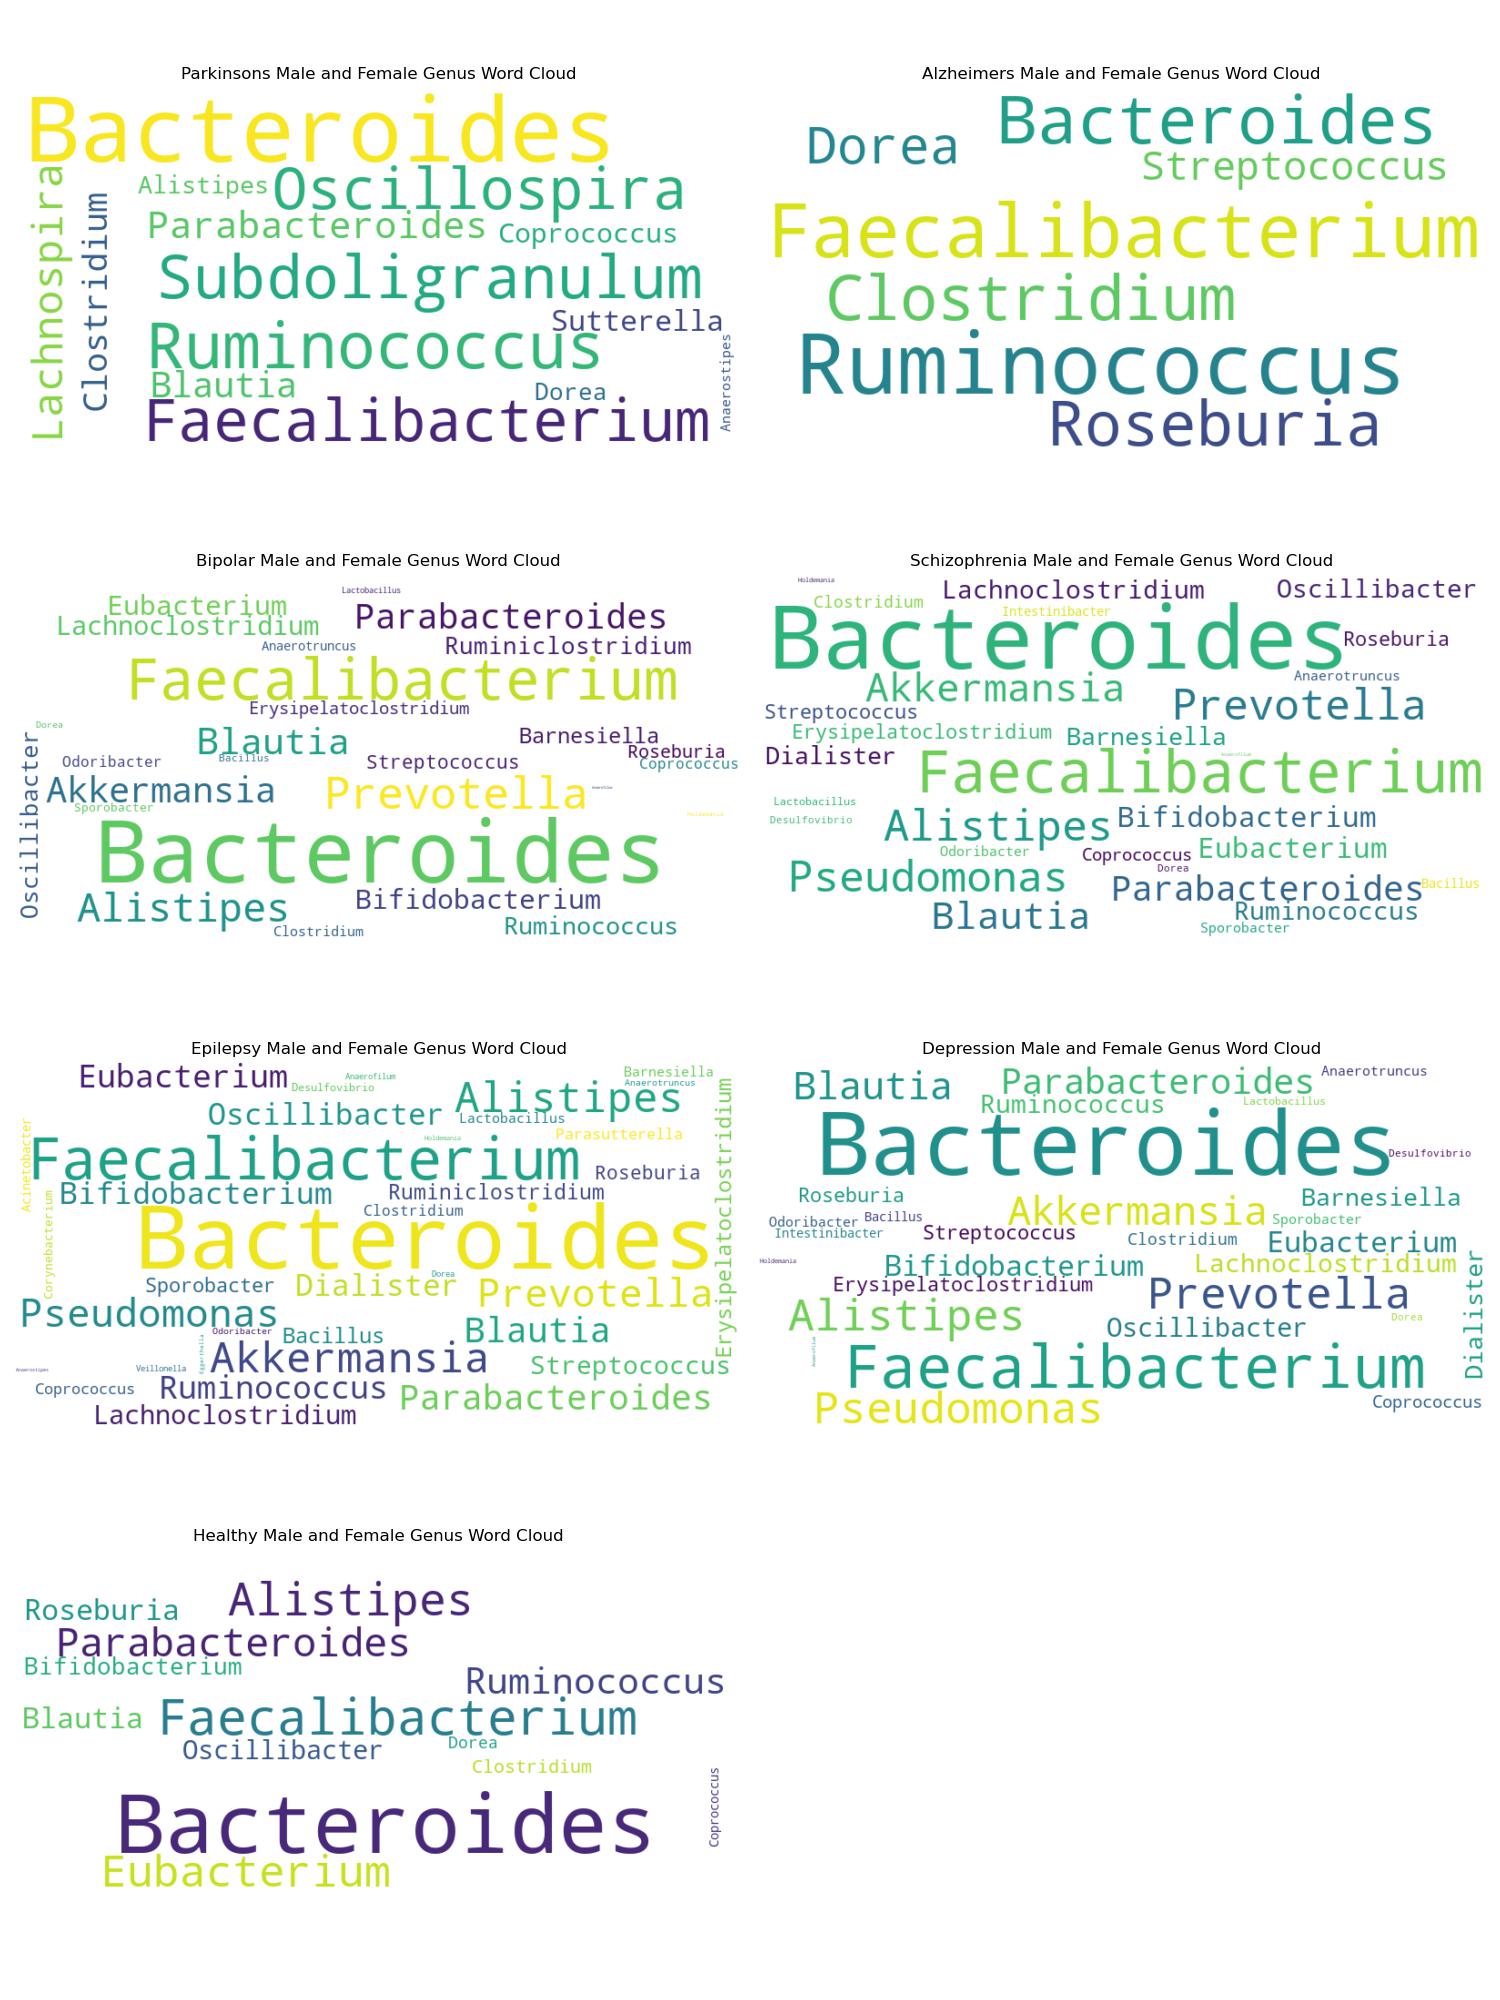 Parkinsons Male and Female Genus Word Cloud
Bacteroides
Lachnospira
Clostridium
Alistipes
Oscillospira
Parabacteroides
Coprococcus
Subdoligranulum
Sutterella
Ruminococcus
Anaerostipes
Blautia
Dorea
Faecalibacterium
Alzheimers Male and Female Genus Word Cloud
Bacteroides
Dorea
Streptococcus
Faecalibacterium
Clostridium
Ruminococcus
Roseburia
Bipolar Male and Female Genus Word Cloud
Lactobacillus
Eubacterium
Parabacteroides
Lachnoclostridium
Anaerotruncus
Ruminiclostridium
Faecalibacterium
Erysipelatoclostridium
Dorea
Oscillibacter
Blautia
Barnesiella
Roseburia
Odoribacter
Bacillus
Streptococcus
Coprococcus
Akkermansia
Prevotella
Sporobacter
Holdemania
Bacteroides
Alistipes
Bifidobacterium
Clostridium
Ruminococcus
Schizophrenia Male and Female Genus Word Cloud
Holdemania
Lachnoclostridium
Oscillibacter
Clostridium
Intestinibacter
Bacteroides
Roseburia
Anaerotruncus
Akkermansia
Prevotella
Streptococcus
Erysipelatoclostridium
Barnesiella
Dialister
Faecalibacterium
Lactobacillus
Desulfovibrio
Alistipes
Bifidobacterium
Odoribacter
Coprococcus
Eubacterium
Dorea
Pseudomonas
Parabacteroides
Bacillus
Blautia
Ruminococcus
Sporobacter
Epilepsy Male and Female Genus Word Cloud
Eubacterium
Anaerofilum
Desulfovibrio
Barnesiella
Anaerotruncus
Alistipes
Oscillibacter
Lactobacillus
Erysipelatoclostridium
Acinetobacter
Faecalibacterium
Holdemania
Parasutterella
Roseburia
Bifidobacterium
Ruminiclostridium
Clostridium
Corynebacterium
Bacteroides
Sporobacter
Dialister
Dorea
Prevotella
Pseudomonas
Odoribacter
Bacillus
Blautia
Eggerthella
Akkermansia
Streptococcus
Anaerostipes
Veillonella
Coprococcus
Ruminococcus
Parabacteroides
Lachnoclostridium
Depression Male and Female Genus Word Cloud
Blautia
Parabacteroides
Anaerotruncus
Ruminococcus
Lactobacillus
Bacteroides
Desulfovibrio
Roseburia
Akkermansia
Barnesiella
Odoribacter
Bacillus
Sporobacter
Intestinibacter
Streptococcus
Clostridium
Eubacterium
Holdemania
Bifidobacterium
Lachnoclostridium
Dialister
Erysipelatoclostridium
Prevotella
Alistipes
Oscillibacter
Dorea
Anaerofilum
Faecalibacterium
Pseudomonas
Coprococcus
Healthy Male and Female Genus Word Cloud
Roseburia
Alistipes
Parabacteroides
Bifidobacterium
Ruminococcus
Blautia
Faecalibacterium
Oscillibacter
Dorea
Clostridium
Coprococcus
Bacteroides
Eubacterium